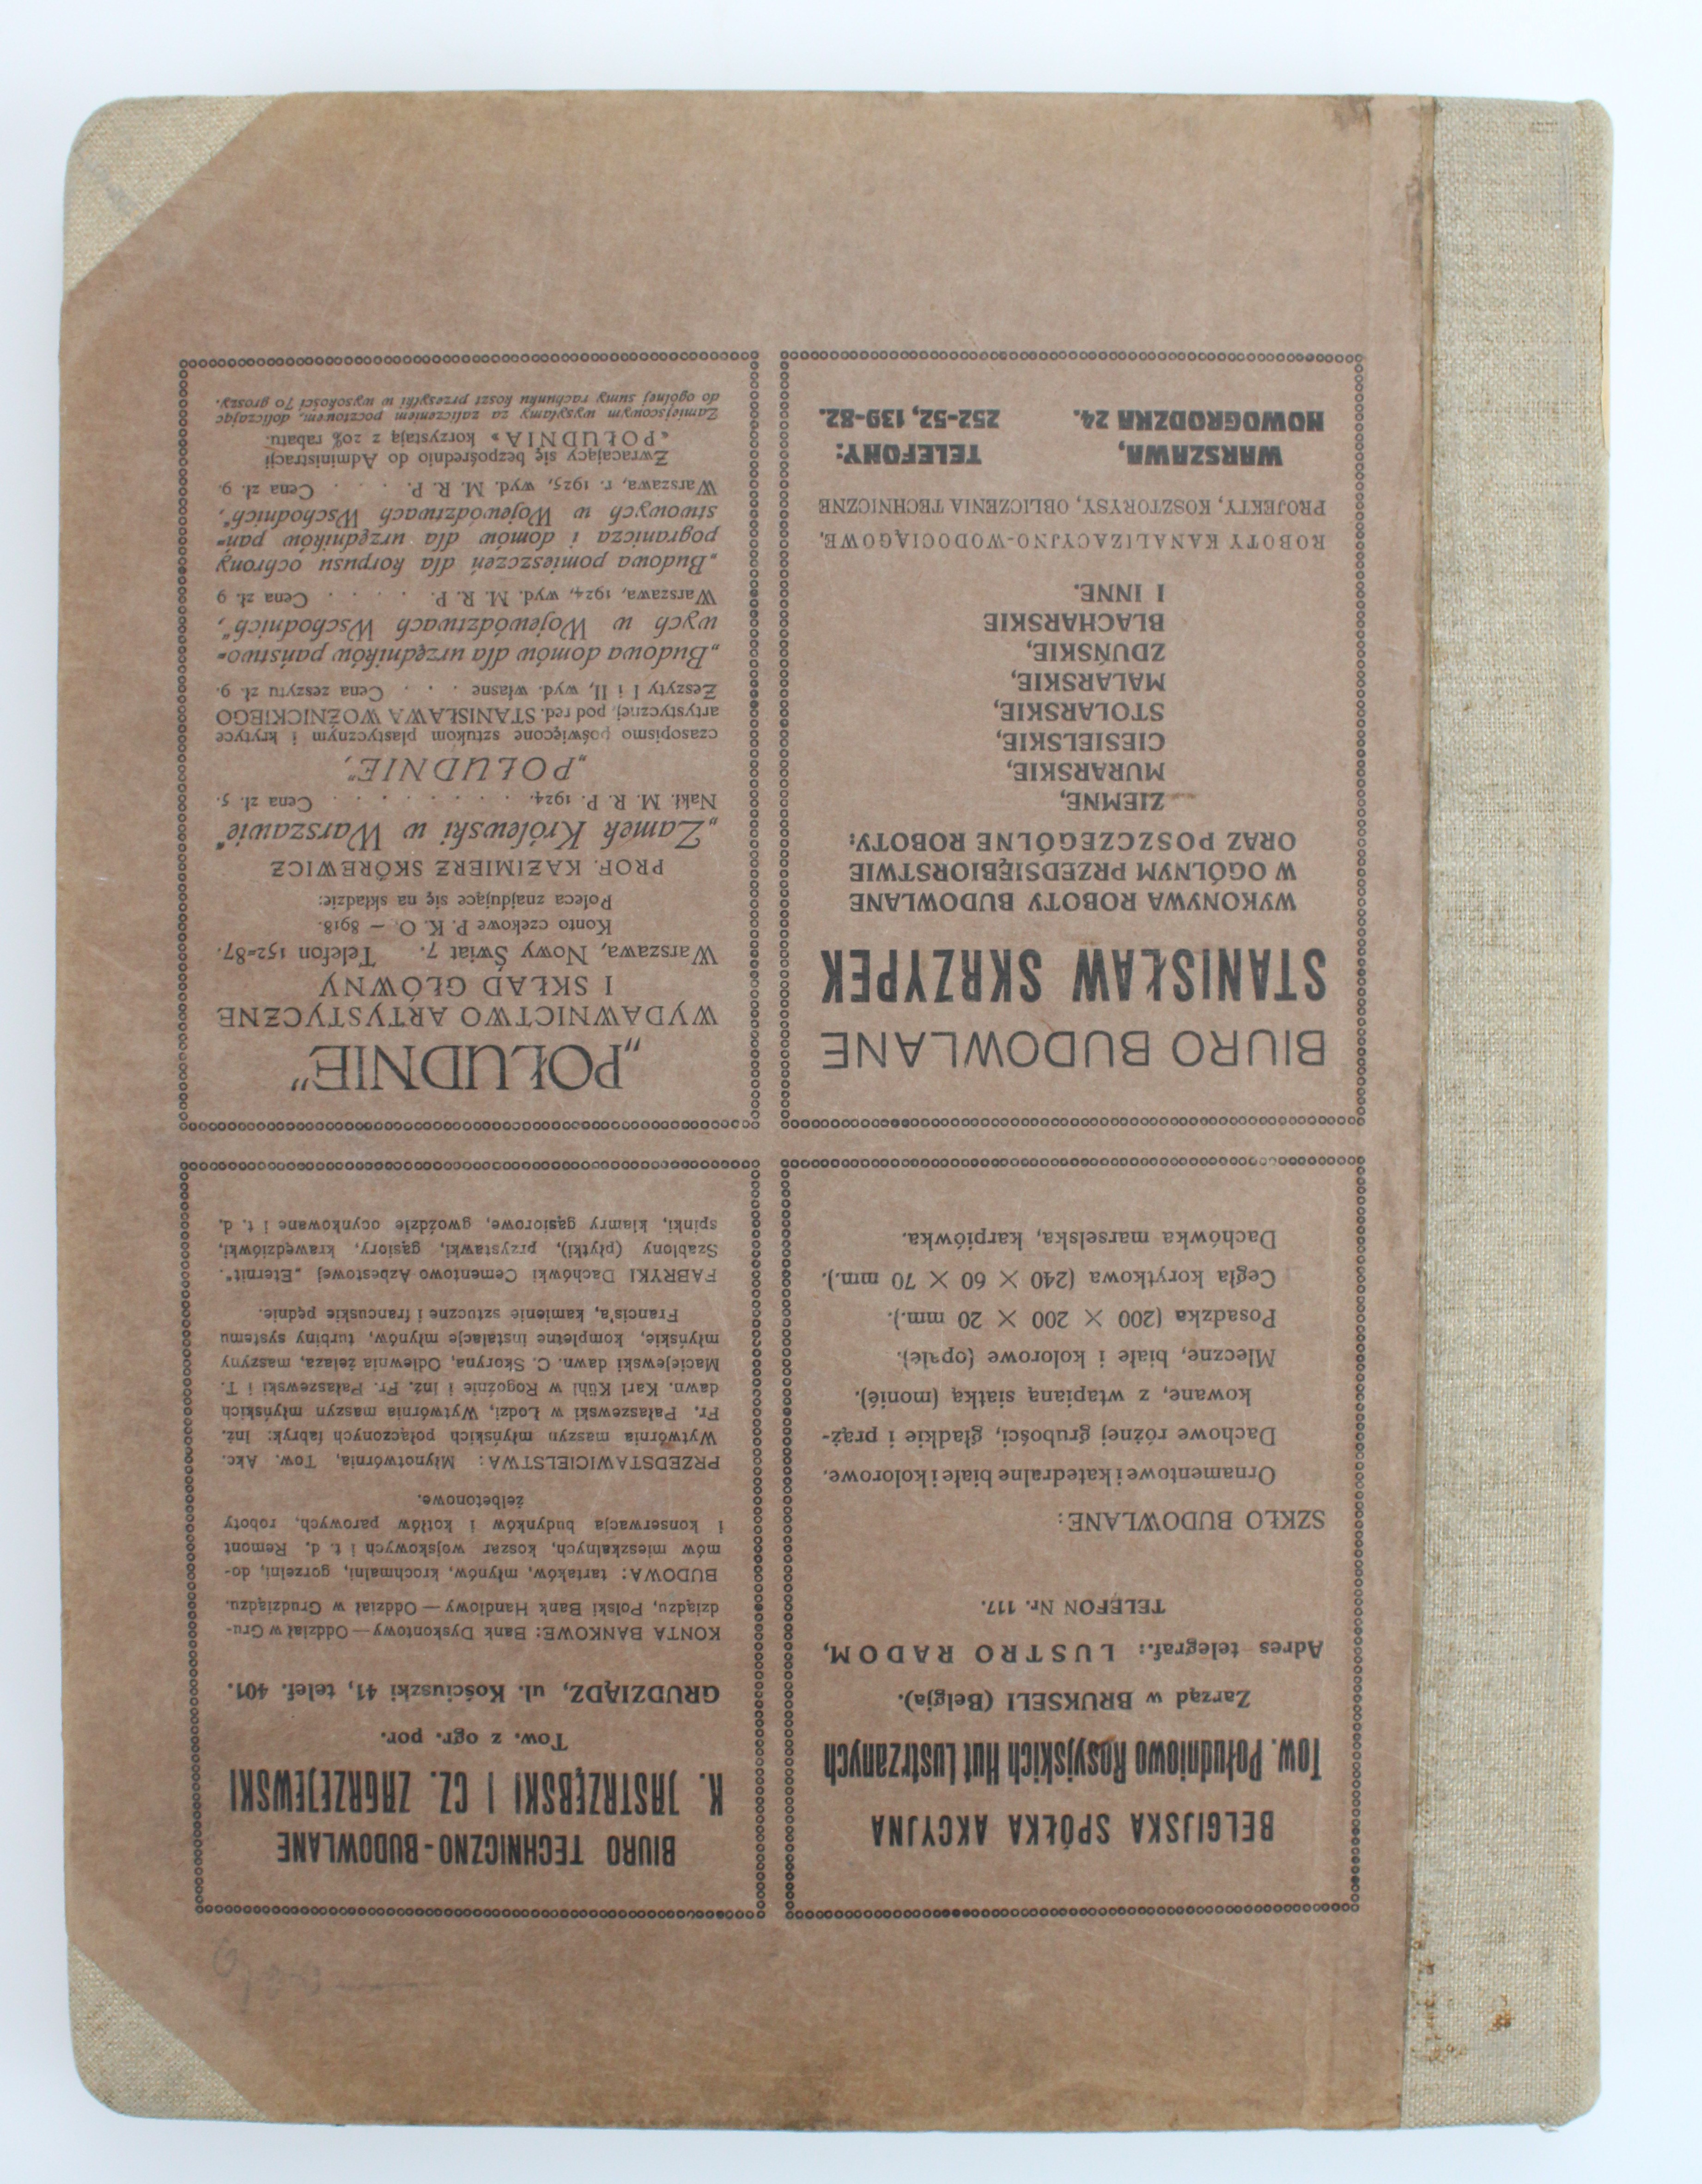 BELGIJSKA SPÓŁKA AKCYJNA
Tow. Południowo Rosyjskich Hut Lustrzanych
Zarząd w BRUKSELI (Belgja).
Adres telegraf.: LUSTRO RADOM,
TELEFON Nr. 117.
SZKŁO BUDOWLANE:
Ornamentowe i katedralne białe i kolorowe.
Dachowe różnej grubości, gładkie i prąż-
kowane, z wtapianą siatką (monié).
Mleczne, białe i kolorowe (opale).
Posadzka (200 × 200 × 20 mm.).
Cegła korytkowa (240 × 60 × 70 mm.).
Dachówka marselska, karpiówka.
BIURO TECHNICZNO-BUDOWLANE
K. JASTRZĘBSKI I CZ. ZAGRZEJEWSKI
Tow. z ogr. por.
GRUDZIĄDZ, ul. Kościuszki 41, telef. 401.
KONTA BANKOWE: Bank Dyskontowy—Oddział w Gru-
dziądzu, Polski Bank Handlowy—Oddział w Grudziądzu.
BUDOWA: tartaków, młynów, krochmalni, gorzelni, do-
mów mieszkalnych, koszar wojskowych i t. d. Remont
i konserwacja budynków i kotłów parowych, roboty
żelbetonowe.
PRZEDSTAWICIELSTWA: Młynotwórnia, Tow. Akc.
Wytwórnia maszyn młyńskich połączonych fabryk: Inż.
Fr. Pałaszewski w Łodzi, Wytwórnia maszyn młyńskich
dawn. Karl Kühl w Rogoźnie i Inż. Fr. Pałaszewski i T.
Maciejewski dawn. C. Skoryna, Odlewnia żelaza, maszyny
młyńskie, kompletne instalacje młynów, turbiny systemu
Francis'a, kamienie sztuczne i francuskie pędnie.
FABRYKI Dachówki Cementowo-Azbestowej „Eternit".
Szablony (płytki), przystawki, gąsiory, krawędziówki,
spinki, klamry gąsiorowe, gwoździe ocynkowane i t. d.
BIURO BUDOWLANE
STANISŁAW SKRZYPEK
WYKONYWA ROBOTY BUDOWLANE
W OGÓLNYM PRZEDSIĘBIORSTWIE
ORAZ POSZCZEGÓLNE ROBOTY:
ZIEMNE,
MURARSKIE,
CIESIELSKIE,
STOLARSKIE,
MALARSKIE,
ZDUŃSKIE,
BLACHARSKIE
I INNE.
ROBOTY KANALIZACYJNO-WODOCIĄGOWE,
PROJEKTY, KOSZTORYSY, OBLICZENIA TECHNICZNE
WARSZAWA, TELEFONY:
NOWOGRODZKA 24. 252-52, 139-82.
„POŁUDNIE"
WYDAWNICTWO ARTYSTYCZNE
I SKŁAD GŁÓWNY
Warszawa, Nowy Świat 7. Telefon 152-87.
Konto czekowe P. K. O. — 8918.
Poleca znajdujące się na składzie:
PROF. KAZIMIERZ SKÓREWICZ
„Zamek Królewski w Warszawie"
Nakł. M. R. P. 1924. . . . . . . . Cena zł. 5.
„POŁUDNIE",
czasopismo poświęcone sztukom plastycznym i krytyce
artystycznej, pod red. STANISŁAWA WOŹNICKIEGO
Zeszyty I i II, wyd. własne . . . Cena zeszytu zł. 9.
„Budowa domów dla urzędników państwo-
wych w Województwach Wschodnich",
Warszawa, 1924, wyd. M. R. P. . . . . Cena zł. 9
„Budowa pomieszczeń dla korpusu ochrony
pogranicza i domów dla urzędników pań-
stwowych w Województwach Wschodnich",
Warszawa, r. 1925, wyd. M. R. P. . . . Cena zł. 9.
Zwracający się bezpośrednio do Administracji
«POŁUDNIA» korzystają z 20% rabatu.
Zamiejscowym wysyłamy za zaliczeniem pocztowem, doliczając
do ogólnej sumy rachunku koszt przesyłki w wysokości 70 groszy.